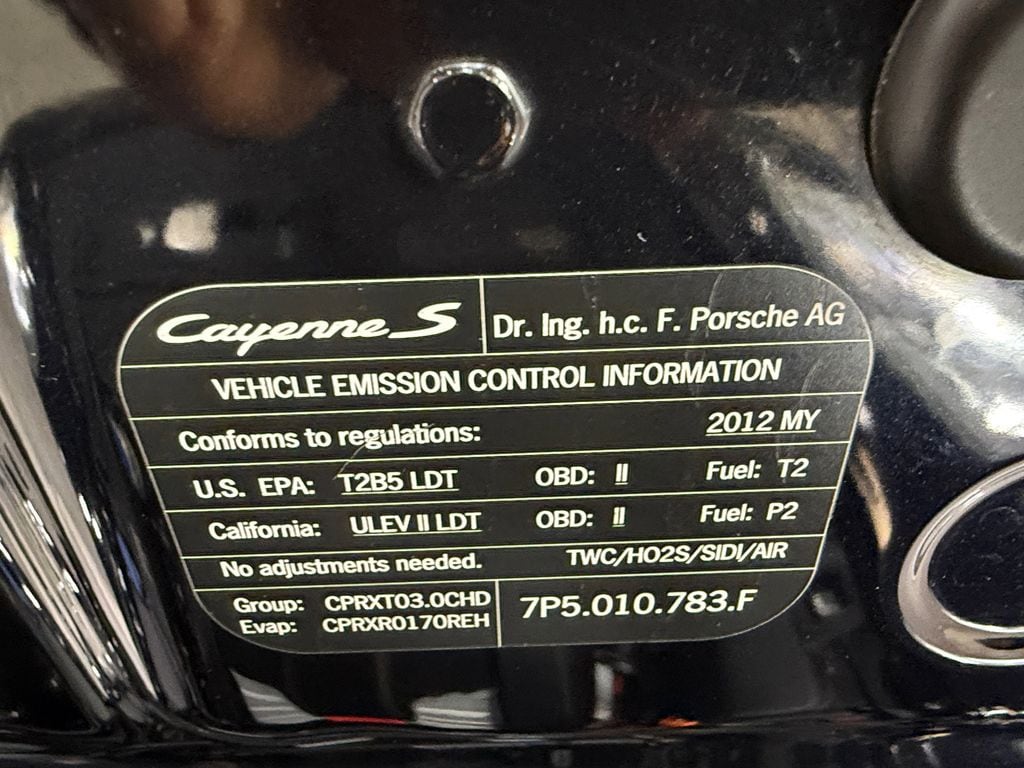 Cayenne S Dr. Ing. h.c. F. Porsche AG
VEHICLE EMISSION CONTROL INFORMATION
Conforms to regulations: 2012 MY
U.S. EPA: T2B5 LDT OBD: II Fuel: T2
California: ULEV II LDT OBD: II Fuel: P2
No adjustments needed. TWC/HO2S/SIDI/AIR
Group: CPRXT03.0CHD 7P5.010.783.F
Evap: CPRXR0170REH